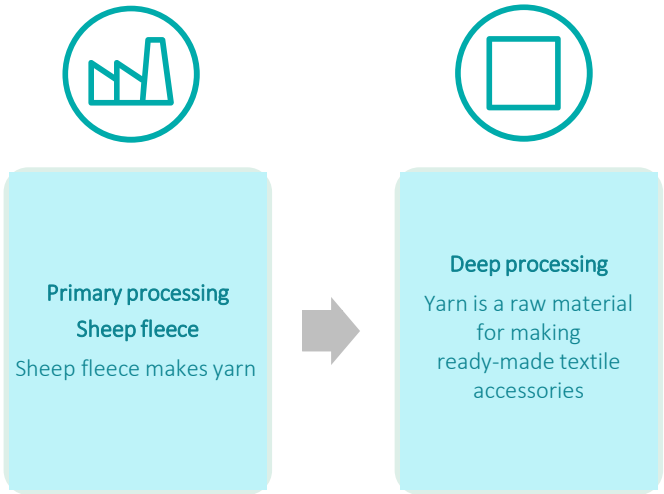 Primary processing
Sheep fleece
Sheep fleece makes yarn
Deep processing
Yarn is a raw material
for making
ready-made textile
accessories